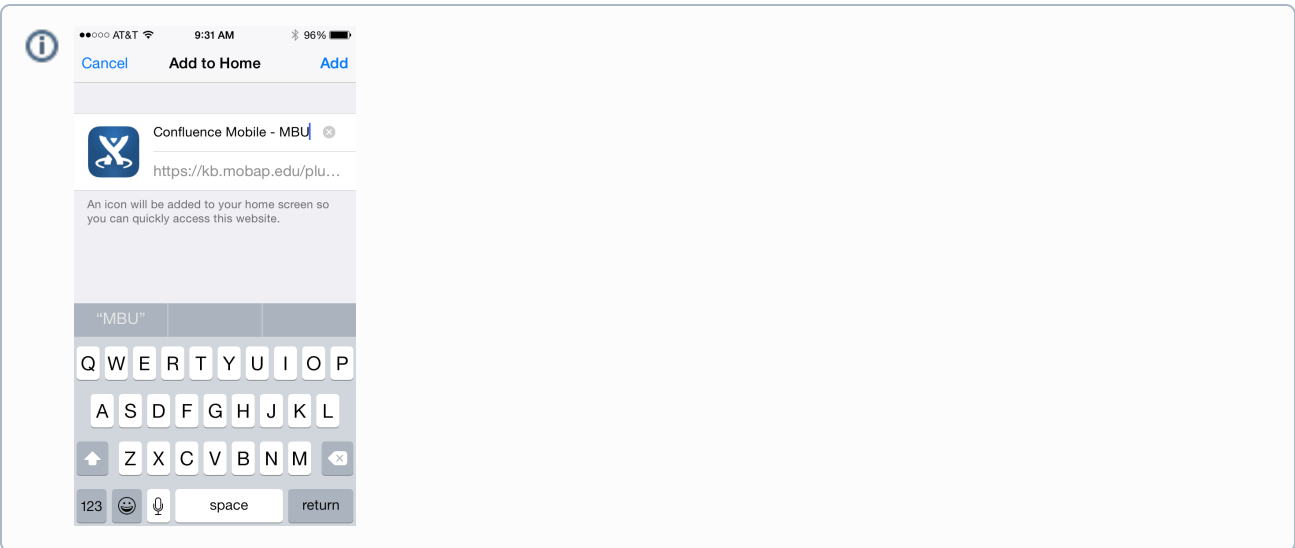 AT&T 9:31 AM 96%
Cancel Add to Home Add
Confluence Mobile - MBU
https://kb.mobap.edu/plu...
An icon will be added to your home screen so
you can quickly access this website.
“MBU”
Q W E R T Y U I O P
A S D F G H J K L
Z X C V B N M
123 space return